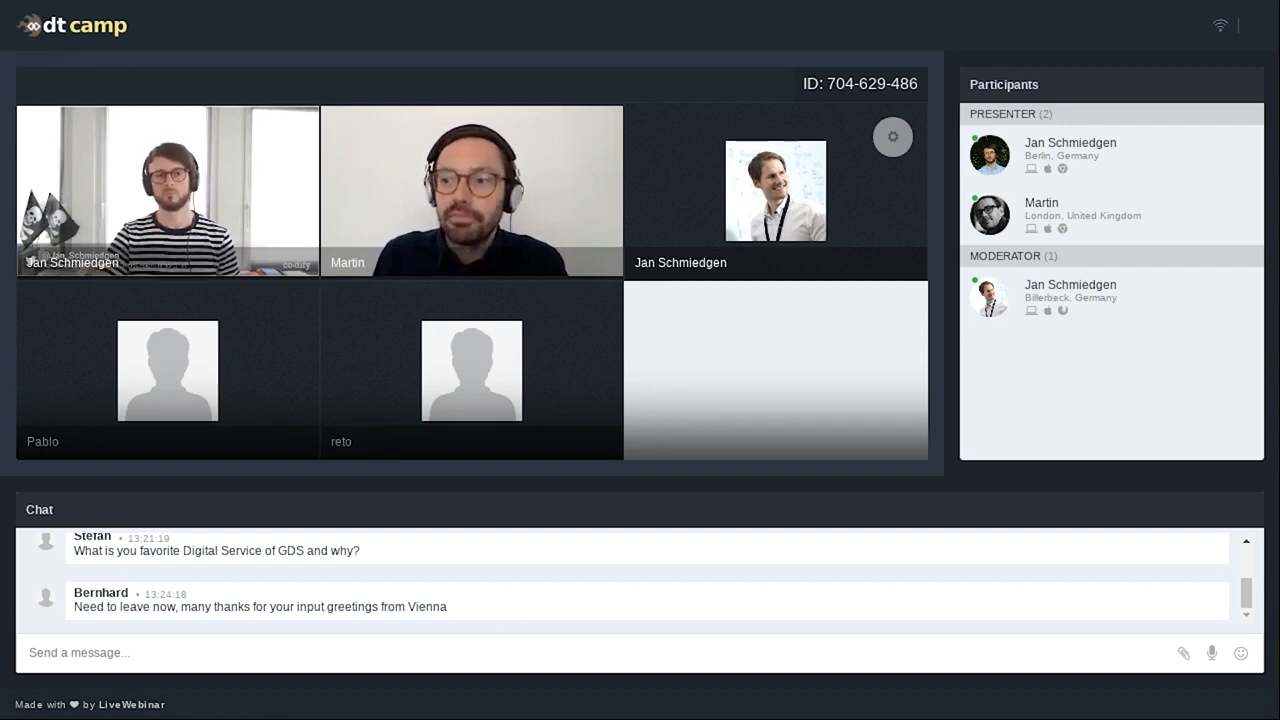 dt camp
ID: 704-629-486
Jan Schmiedgen
@Jan_Schmiedgen
co:dify
Martin
Jan Schmiedgen
Pablo
reto
Participants
PRESENTER (2)
Jan Schmiedgen
Berlin, Germany
Martin
London, United Kingdom
MODERATOR (1)
Jan Schmiedgen
Billerbeck, Germany
Chat
Stefan • 13:21:19
What is you favorite Digital Service of GDS and why?
Bernhard • 13:24:18
Need to leave now, many thanks for your input greetings from Vienna
Send a message...
Made with ❤ by LiveWebinar